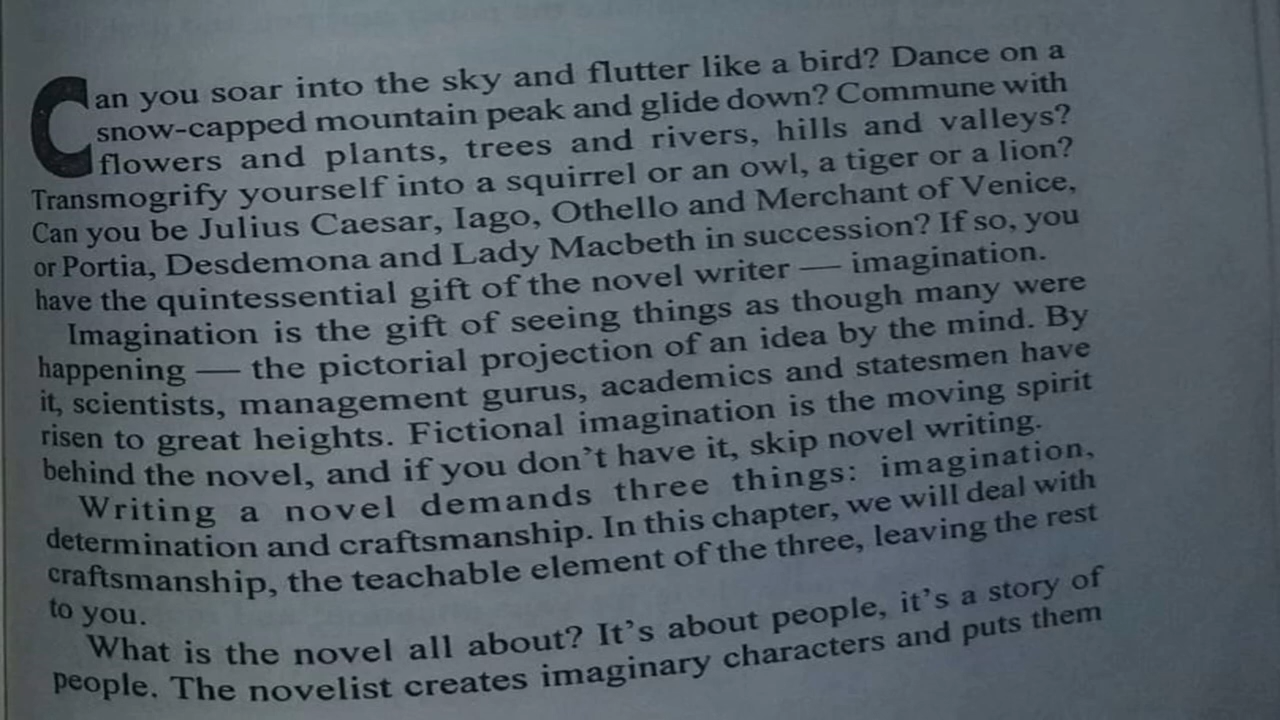 Can you soar into the sky and flutter like a bird? Dance on a
snow-capped mountain peak and glide down? Commune with
flowers and plants, trees and rivers, hills and valleys?
Transmogrify yourself into a squirrel or an owl, a tiger or a lion?
Can you be Julius Caesar, Iago, Othello and Merchant of Venice,
or Portia, Desdemona and Lady Macbeth in succession? If so, you
have the quintessential gift of the novel writer — imagination.
Imagination is the gift of seeing things as though many were
happening — the pictorial projection of an idea by the mind. By
it, scientists, management gurus, academics and statesmen have
risen to great heights. Fictional imagination is the moving spirit
behind the novel, and if you don't have it, skip novel writing.
Writing a novel demands three things: imagination,
determination and craftsmanship. In this chapter, we will deal with
craftsmanship, the teachable element of the three, leaving the rest
to you.
What is the novel all about? It's about people, it's a story of
people. The novelist creates imaginary characters and puts them